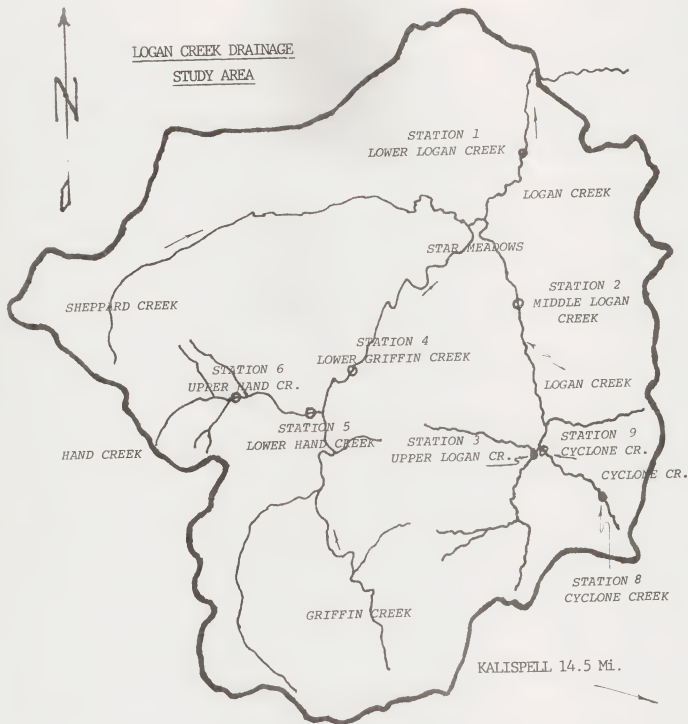 LOGAN CREEK DRAINAGE
STUDY AREA
N
STATION 1
LOWER LOGAN CREEK
LOGAN CREEK
STAR MEADOWS
STATION 2
MIDDLE LOGAN
CREEK
SHEPPARD CREEK
STATION 4
LOWER GRIFFIN CREEK
STATION 6
UPPER HAND CR.
LOGAN CREEK
STATION 5
LOWER HAND CREEK
HAND CREEK
STATION 3
UPPER LOGAN CR.
STATION 9
CYCLONE CR.
CYCLONE CR.
STATION 8
CYCLONE CREEK
GRIFFIN CREEK
KALISPELL 14.5 Mi.